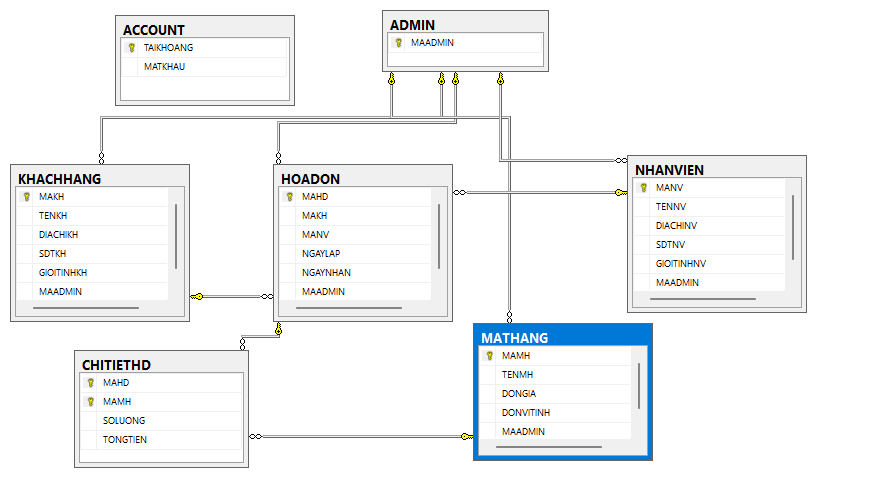 ACCOUNT
TAIKHOANG
MATKHAU
ADMIN
MAADMIN
KHACHHANG
MAKH
TENKH
DIACHIKH
SDTKH
GIOITINHKH
MAADMIN
HOADON
MAHD
MAKH
MANV
NGAYLAP
NGAYNHAN
MAADMIN
NHANVIEN
MANV
TENNV
DIACHINV
SDTNV
GIOITINHNV
MAADMIN
CHITIETHD
MAHD
MAMH
SOLUONG
TONGTIEN
MATHANG
MAMH
TENMH
DONGIA
DONVITINH
MAADMIN